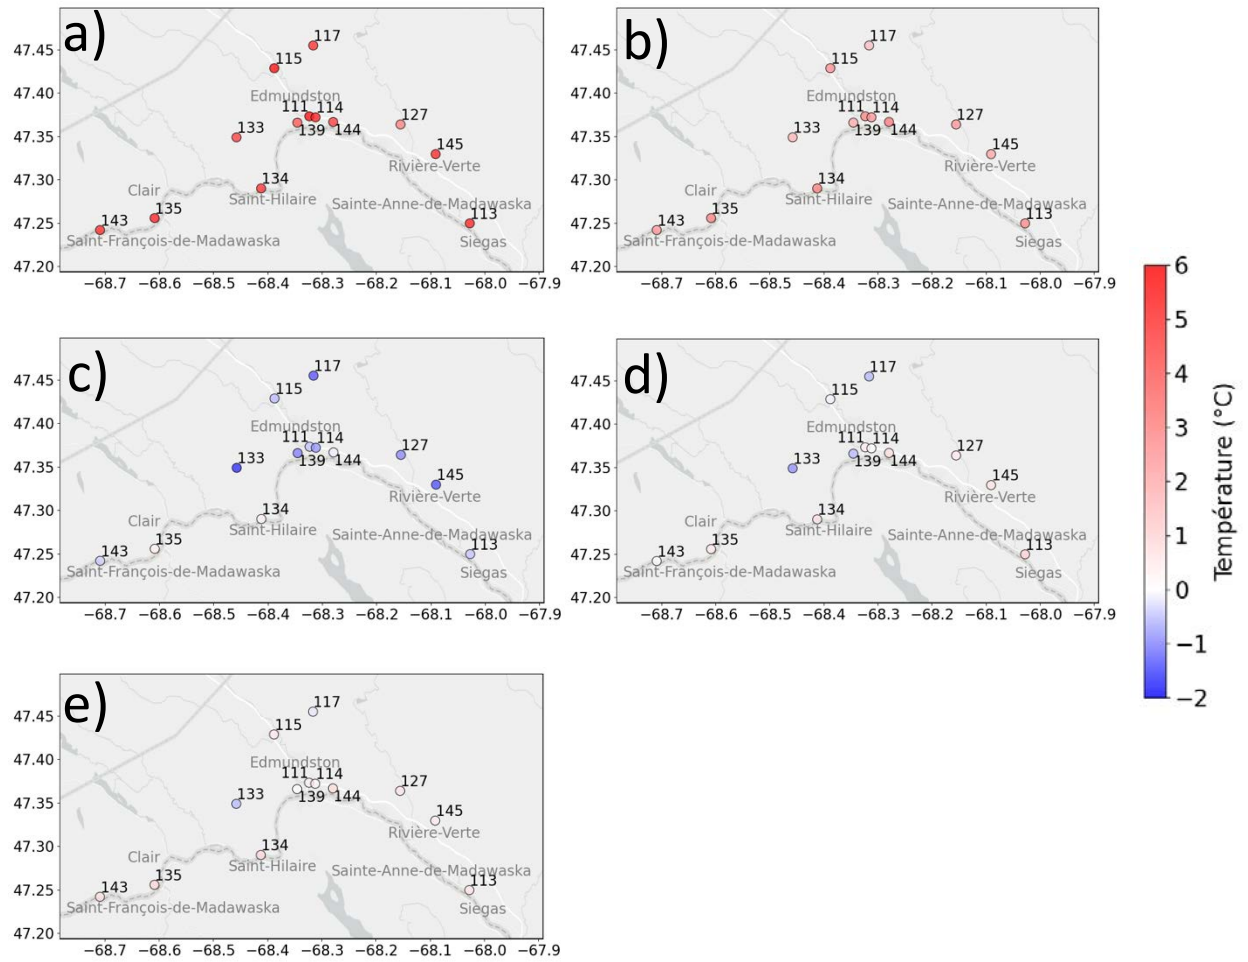 a)
117
115
Edmundston
111 114
127
133
139 144
145
Rivière-Verte
134
Clair
Saint-Hilaire
Sainte-Anne-de-Madawaska
135
143
113
Saint-François-de-Madawaska
Siegas
47.45
47.40
47.35
47.30
47.25
47.20
−68.7 −68.6 −68.5 −68.4 −68.3 −68.2 −68.1 −68.0 −67.9
b)
117
115
Edmundston
111 114
127
133
139 144
145
Rivière-Verte
134
Clair
Saint-Hilaire
Sainte-Anne-de-Madawaska
135
143
113
Saint-François-de-Madawaska
Siegas
47.45
47.40
47.35
47.30
47.25
47.20
−68.7 −68.6 −68.5 −68.4 −68.3 −68.2 −68.1 −68.0 −67.9
c)
117
115
Edmundston
111 114
127
133
139 144
145
Rivière-Verte
134
Clair
Saint-Hilaire
Sainte-Anne-de-Madawaska
135
143
113
Saint-François-de-Madawaska
Siegas
47.45
47.40
47.35
47.30
47.25
47.20
−68.7 −68.6 −68.5 −68.4 −68.3 −68.2 −68.1 −68.0 −67.9
d)
117
115
Edmundston
111 114
127
133
139 144
145
Rivière-Verte
134
Clair
Saint-Hilaire
Sainte-Anne-de-Madawaska
135
143
113
Saint-François-de-Madawaska
Siegas
47.45
47.40
47.35
47.30
47.25
47.20
−68.7 −68.6 −68.5 −68.4 −68.3 −68.2 −68.1 −68.0 −67.9
e)
117
115
Edmundston
111 114
127
133
139 144
145
Rivière-Verte
134
Clair
Saint-Hilaire
Sainte-Anne-de-Madawaska
135
143
113
Saint-François-de-Madawaska
Siegas
47.45
47.40
47.35
47.30
47.25
47.20
−68.7 −68.6 −68.5 −68.4 −68.3 −68.2 −68.1 −68.0 −67.9
6
5
4
3
2
1
0
−1
−2
Température (°C)